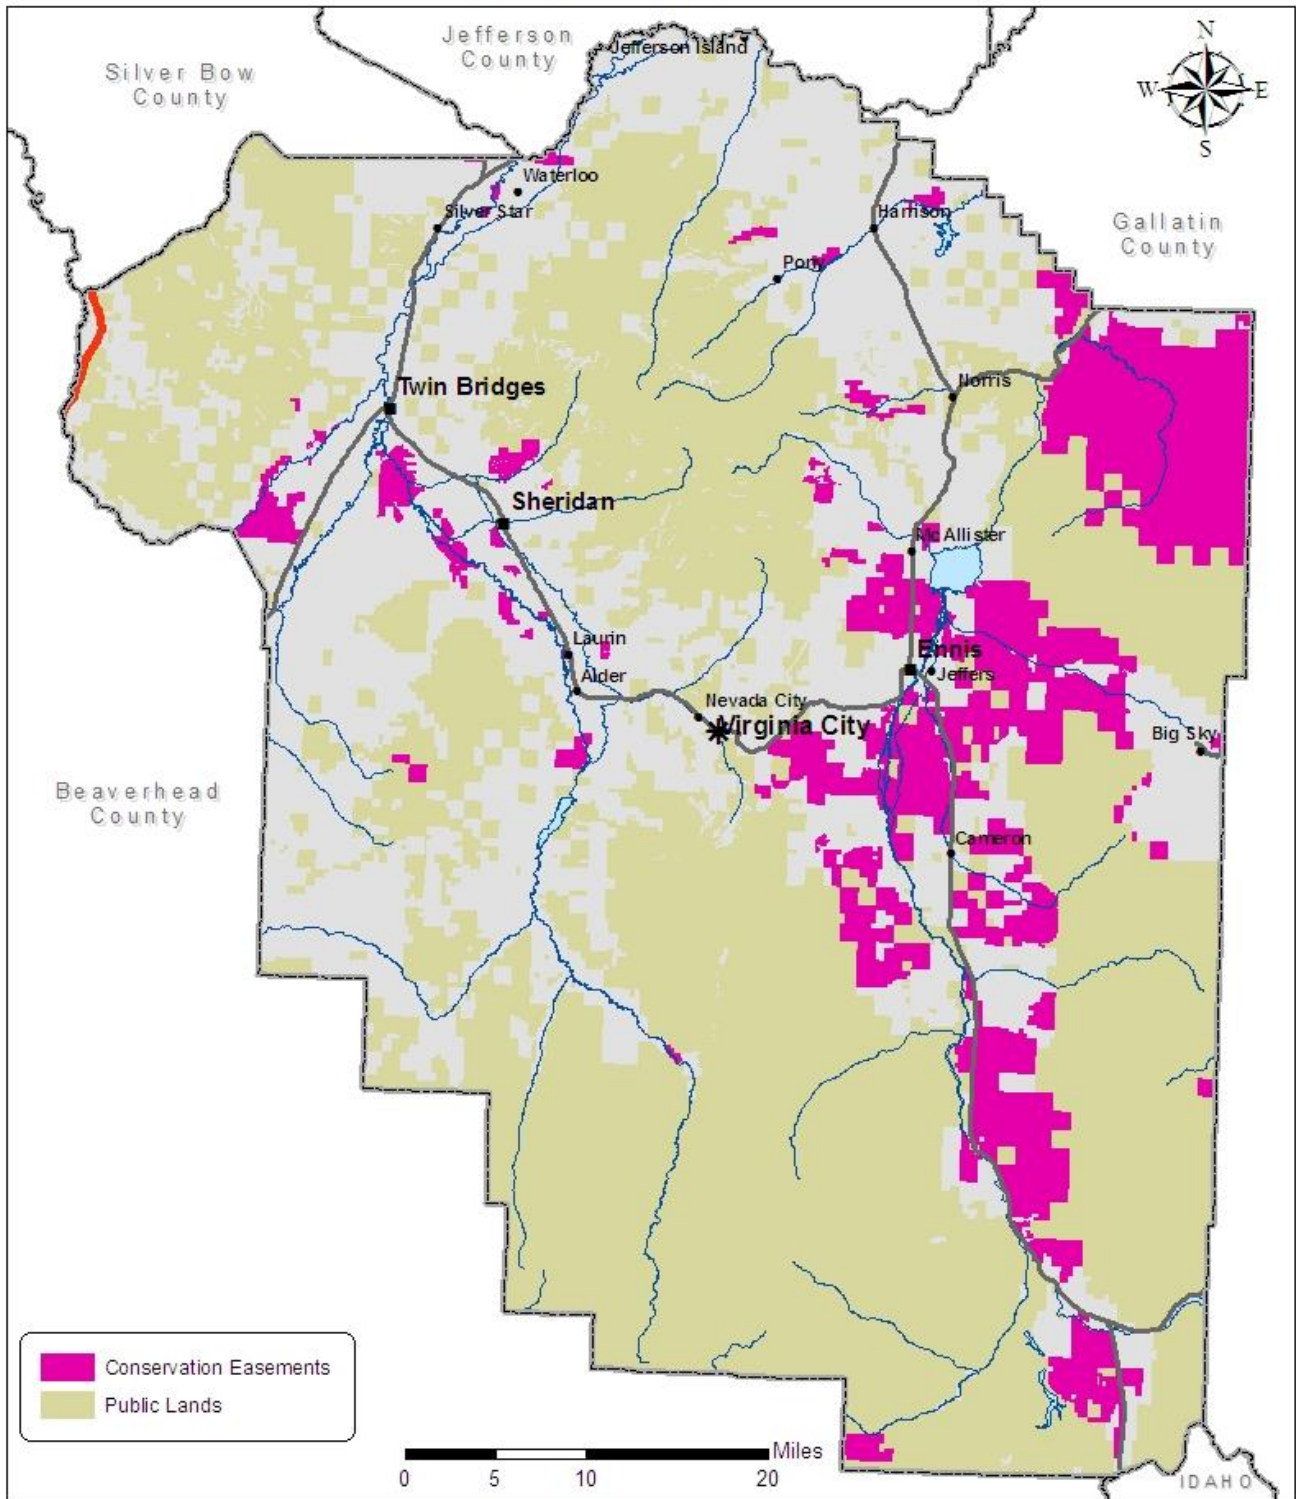 Jefferson
County
Silver Bow
County
Jefferson Island
N
W E
S
Waterloo
Silver Star
Harrison
Gallatin
County
Pony
Twin Bridges
Norris
Sheridan
Mc Allister
Laurin
Ennis
Alder
Jeffers
Nevada City
Virginia City
Big Sky
Beaverhead
County
Cameron
Conservation Easements
Public Lands
Miles
0 5 10 20
IDAHO